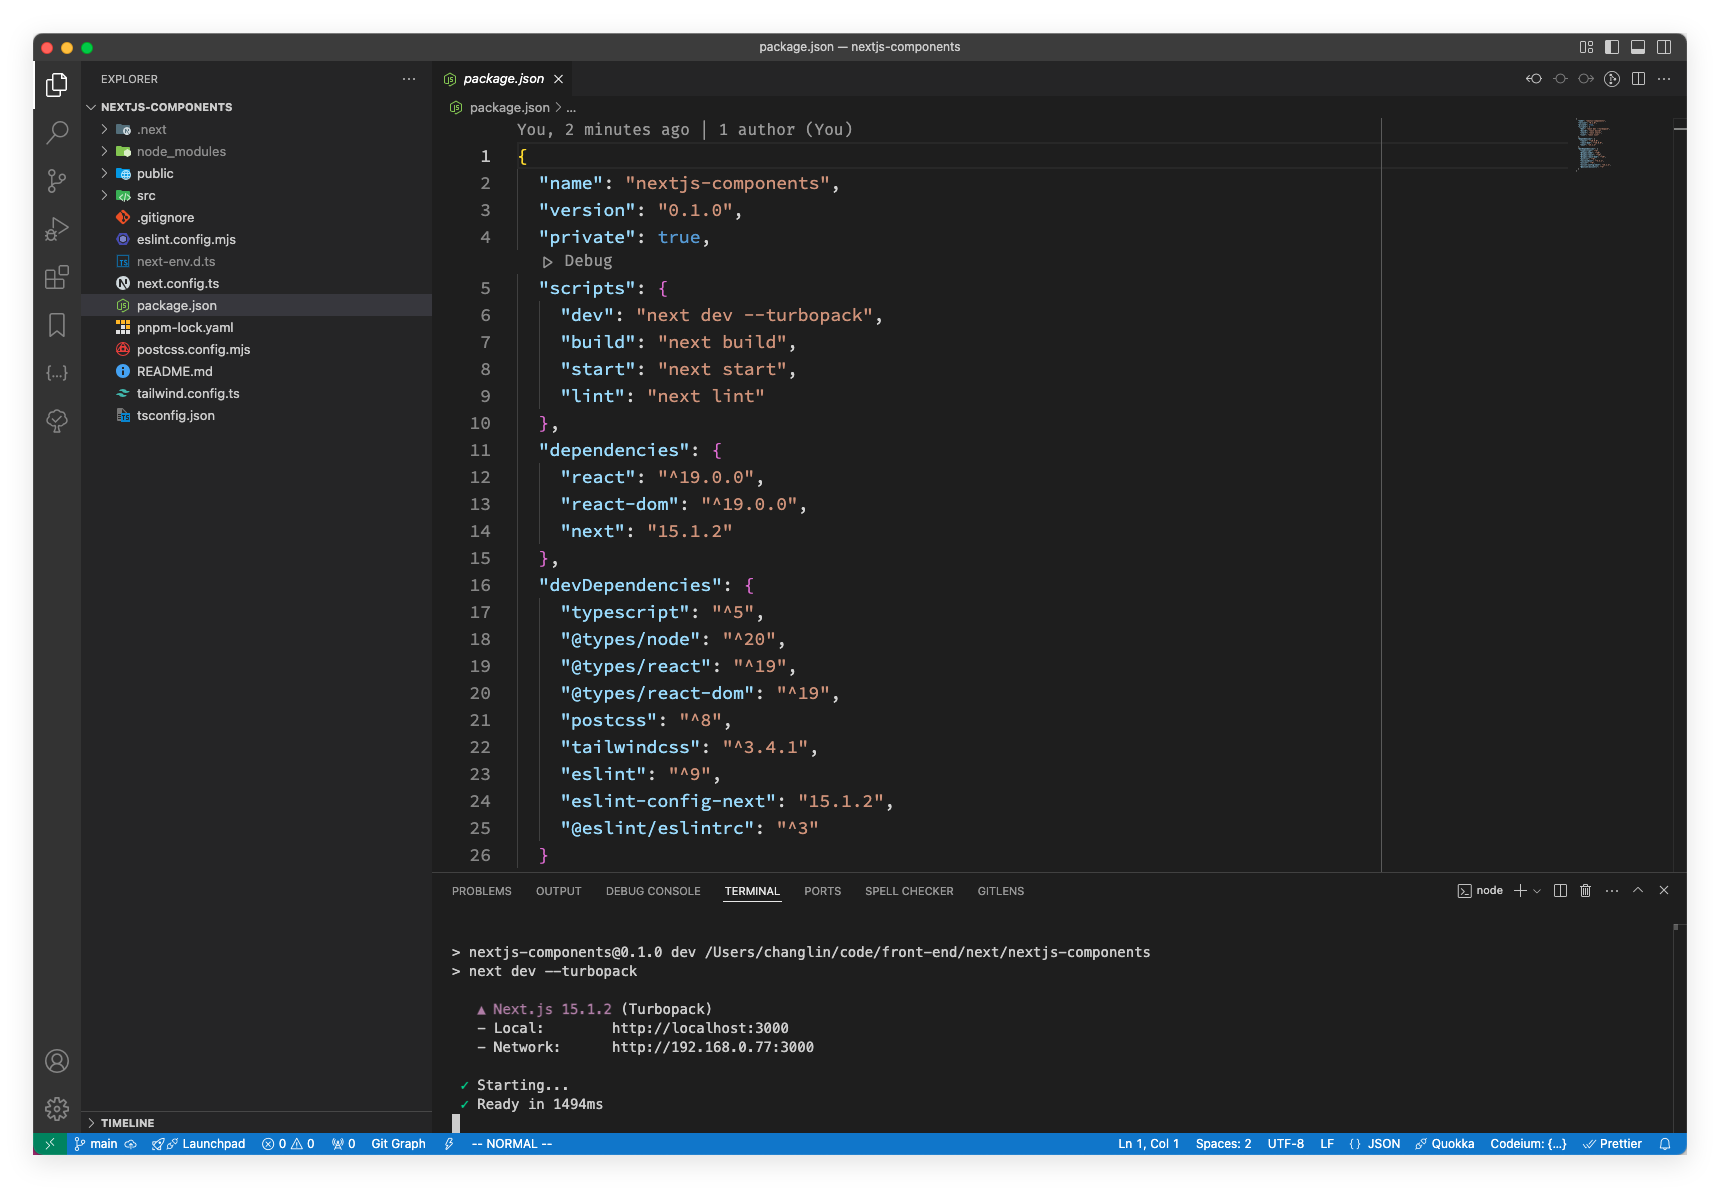 package.json — nextjs-components
EXPLORER
NEXTJS-COMPONENTS
.next
node_modules
public
src
.gitignore
eslint.config.mjs
next-env.d.ts
next.config.ts
package.json
pnpm-lock.yaml
postcss.config.mjs
README.md
tailwind.config.ts
tsconfig.json
TIMELINE
package.json
package.json > ...
You, 2 minutes ago | 1 author (You)
1 {
2 "name": "nextjs-components",
3 "version": "0.1.0",
4 "private": true,
Debug
5 "scripts": {
6 "dev": "next dev --turbopack",
7 "build": "next build",
8 "start": "next start",
9 "lint": "next lint"
10 },
11 "dependencies": {
12 "react": "^19.0.0",
13 "react-dom": "^19.0.0",
14 "next": "15.1.2"
15 },
16 "devDependencies": {
17 "typescript": "^5",
18 "@types/node": "^20",
19 "@types/react": "^19",
20 "@types/react-dom": "^19",
21 "postcss": "^8",
22 "tailwindcss": "^3.4.1",
23 "eslint": "^9",
24 "eslint-config-next": "15.1.2",
25 "@eslint/eslintrc": "^3"
26 }
PROBLEMS OUTPUT DEBUG CONSOLE TERMINAL PORTS SPELL CHECKER GITLENS node
> nextjs-components@0.1.0 dev /Users/changlin/code/front-end/next/nextjs-components
> next dev --turbopack
▲ Next.js 15.1.2 (Turbopack)
- Local: http://localhost:3000
- Network: http://192.168.0.77:3000
✓ Starting...
✓ Ready in 1494ms
main Launchpad 0 0 0 Git Graph -- NORMAL -- Ln 1, Col 1 Spaces: 2 UTF-8 LF {} JSON Quokka Codeium: {...} Prettier